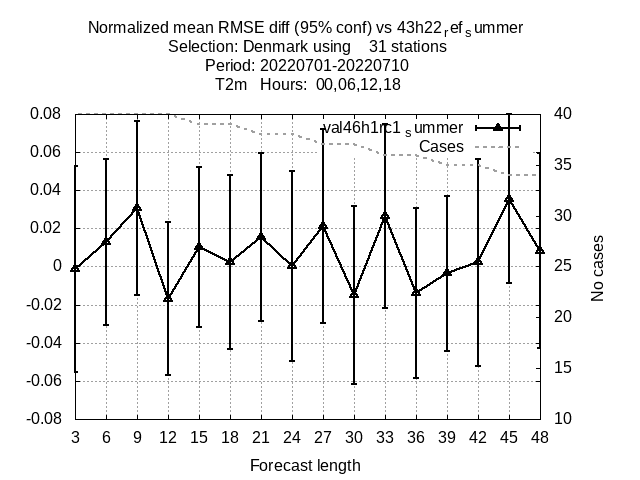 Normalized mean RMSE diff (95% conf) vs 43h22refsummer
Selection: Denmark using 31 stations
Period: 20220701-20220710
T2m Hours: 00,06,12,18
val46h1rc1summer
Cases
0.08
0.06
0.04
0.02
0
-0.02
-0.04
-0.06
-0.08
40
35
30
25
20
15
10
No cases
3 6 9 12 15 18 21 24 27 30 33 36 39 42 45 48
Forecast length